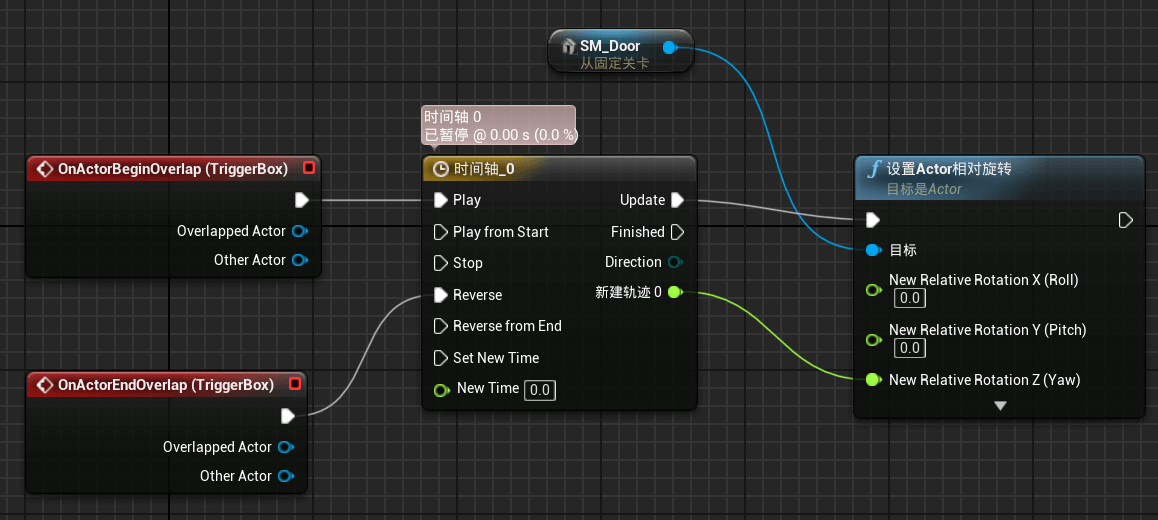 SM_Door
从固定关卡
时间轴 0
已暂停 @ 0.00 s (0.0 %)
OnActorBeginOverlap (TriggerBox)
Overlapped Actor
Other Actor
时间轴_0
Play
Update
Play from Start
Finished
Stop
Direction
Reverse
新建轨迹 0
Reverse from End
Set New Time
New Time 0.0
设置Actor相对旋转
目标是Actor
目标
New Relative Rotation X (Roll)
0.0
New Relative Rotation Y (Pitch)
0.0
New Relative Rotation Z (Yaw)
OnActorEndOverlap (TriggerBox)
Overlapped Actor
Other Actor